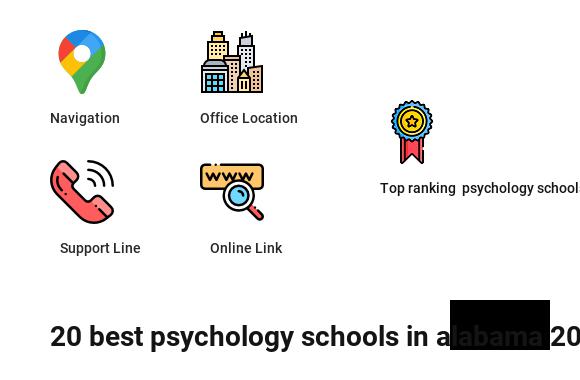 Navigation
Office Location
Top ranking psychology school
Support Line
Online Link
WWW
20 best psychology schools in alabama 20